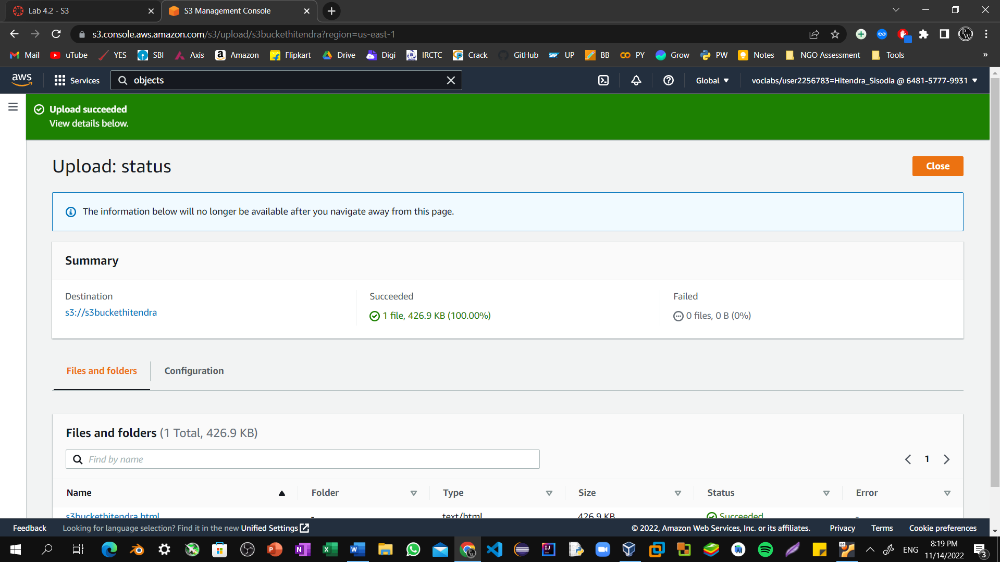 Lab 4.2 - S3
S3 Management Console
s3.console.aws.amazon.com/s3/upload/s3buckethitendra?region=us-east-1
Mail uTube YES SBI Axis Amazon Flipkart Drive Digi IRCTC Crack GitHub UP BB PY Grow PW Notes NGO Assessment Tools »
aws Services objects Global voclabs/user2256783=Hitendra_Sisodia @ 6481-5777-9931
Upload succeeded
View details below.
Upload: status
Close
The information below will no longer be available after you navigate away from this page.
Summary
Destination
s3://s3buckethitendra
Succeeded
1 file, 426.9 KB (100.00%)
Failed
0 files, 0 B (0%)
Files and folders
Configuration
Files and folders (1 Total, 426.9 KB)
Find by name
1
Name Folder Type Size Status Error
s3buckethitendra.html - text/html 426.9 KB Succeeded -
Feedback Looking for language selection? Find it in the new Unified Settings © 2022, Amazon Web Services, Inc. or its affiliates. Privacy Terms Cookie preferences
ENG
8:19 PM
11/14/2022
3